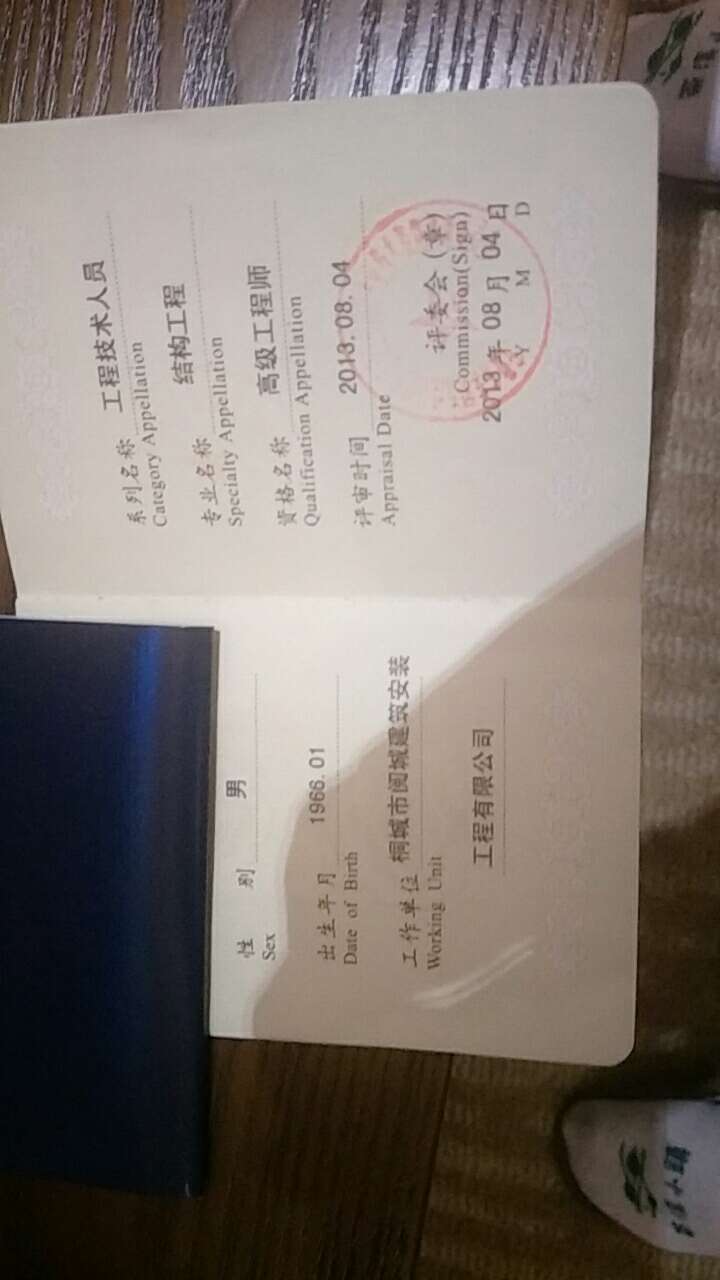 性 别 男
Sex
出生年月 1966.01
Date of Birth
工作单位 桐城市阅城建筑安装
Working Unit
工程有限公司
系列名称 工程技术人员
Category Appellation
专业名称 结构工程
Specialty Appellation
资格名称 高级工程师
Qualification Appellation
评审时间 2013.08.04
Appraisal Date
评委会(章)
Commission(Sign)
2013年 08月 04日
Y M D